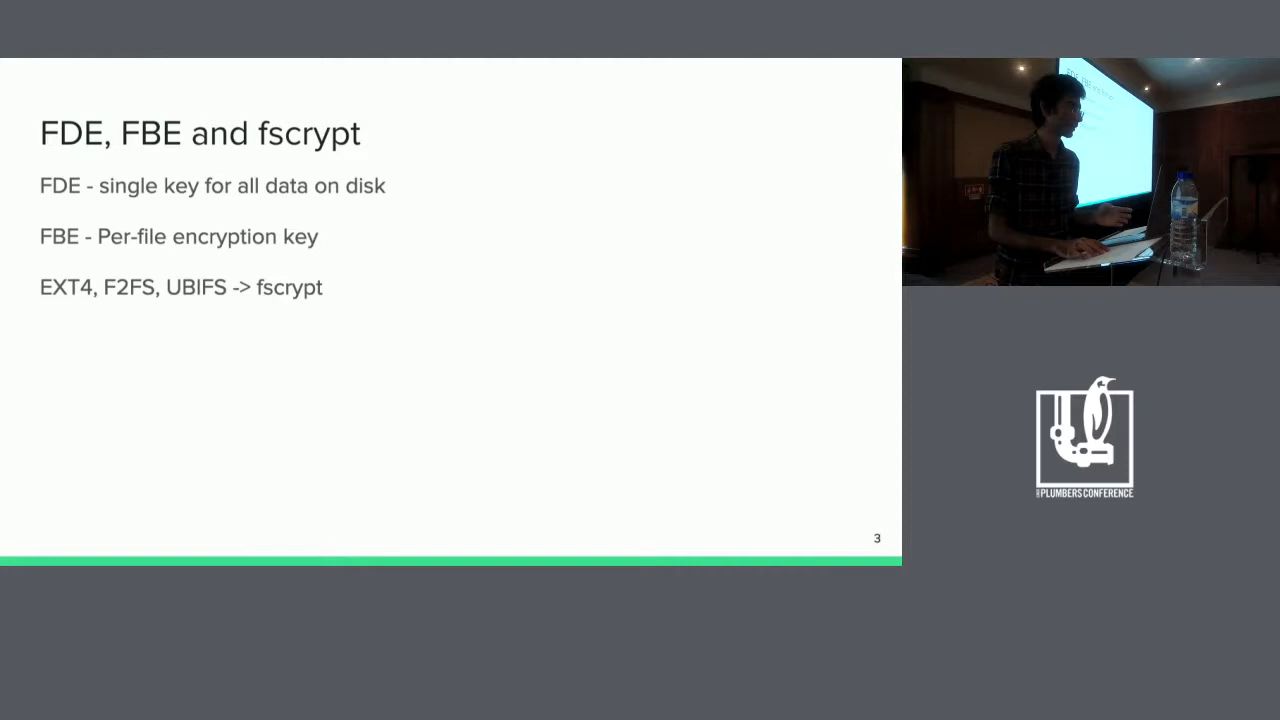 FDE, FBE and fscrypt
FDE - single key for all data on disk
FBE - Per-file encryption key
EXT4, F2FS, UBIFS -> fscrypt
3
PLUMBERS CONFERENCE